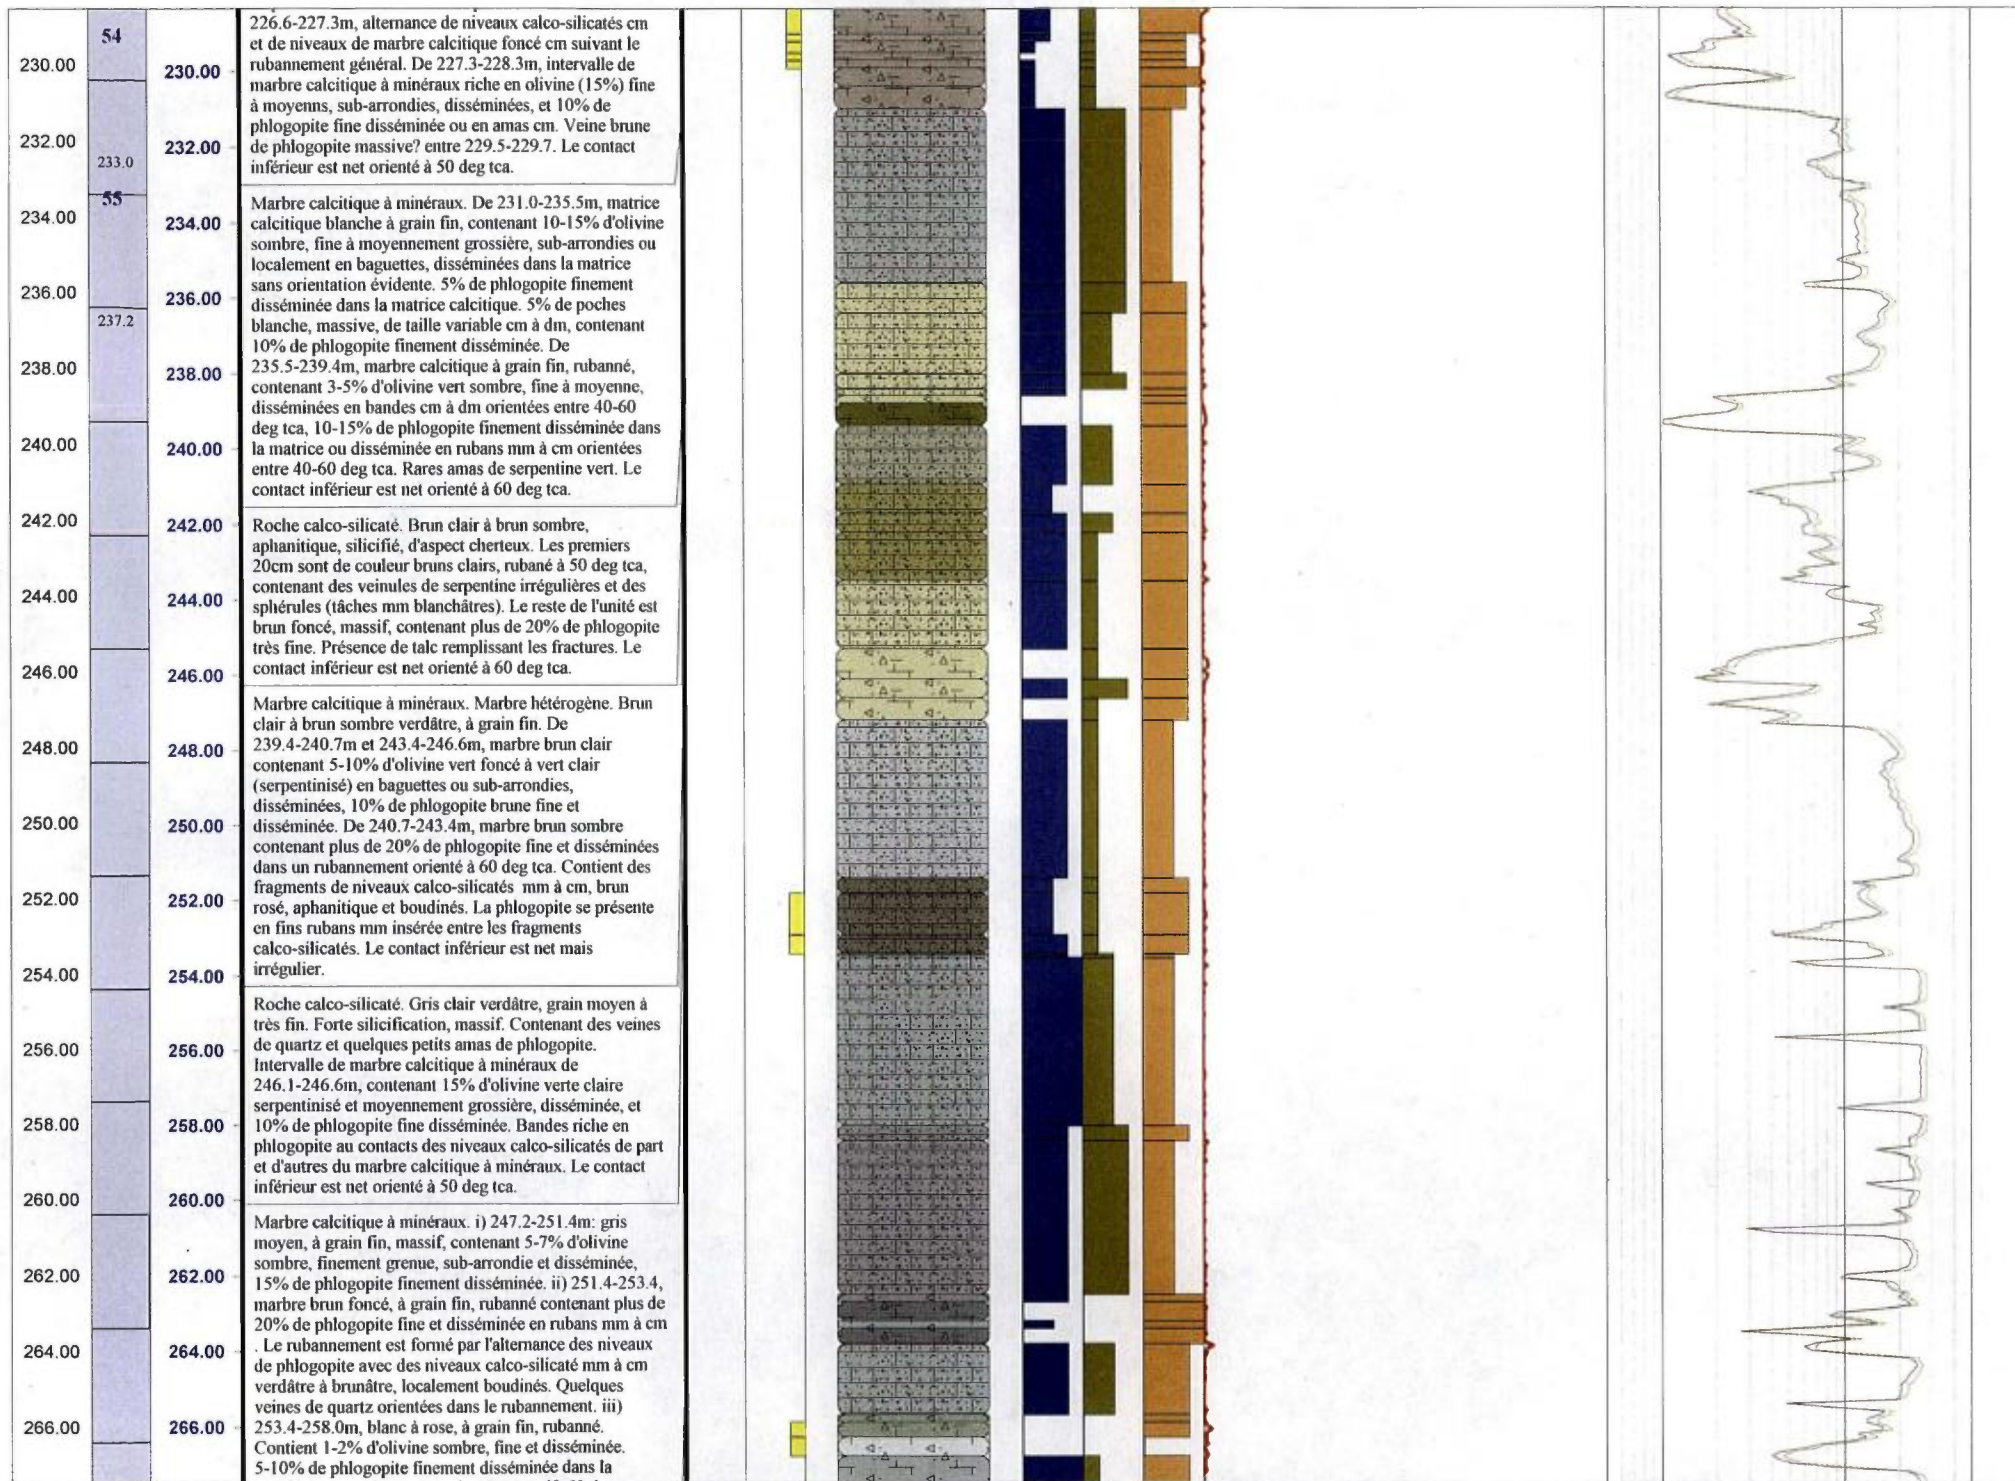 54
55
233.0
237.2
230.00
232.00
234.00
236.00
238.00
240.00
242.00
244.00
246.00
248.00
250.00
252.00
254.00
256.00
258.00
260.00
262.00
264.00
266.00
230.00
232.00
234.00
236.00
238.00
240.00
242.00
244.00
246.00
248.00
250.00
252.00
254.00
256.00
258.00
260.00
262.00
264.00
266.00
226.6-227.3m, alternance de niveaux calco-silicatés cm
et de niveaux de marbre calcitique foncé cm suivant le
rubannement général. De 227.3-228.3m, intervalle de
marbre calcitique à minéraux riche en olivine (15%) fine
à moyenns, sub-arrondies, disséminées, et 10% de
phlogopite fine disséminée ou en amas cm. Veine brune
de phlogopite massive? entre 229.5-229.7. Le contact
inférieur est net orienté à 50 deg tca.
Marbre calcitique à minéraux. De 231.0-235.5m, matrice
calcitique blanche à grain fin, contenant 10-15% d'olivine
sombre, fine à moyennement grossière, sub-arrondies ou
localement en baguettes, disséminées dans la matrice
sans orientation évidente. 5% de phlogopite finement
disséminée dans la matrice calcitique. 5% de poches
blanche, massive, de taille variable cm à dm, contenant
10% de phlogopite finement disséminée. De
235.5-239.4m, marbre calcitique à grain fin, rubanné,
contenant 3-5% d'olivine vert sombre, fine à moyenne,
disséminées en bandes cm à dm orientées entre 40-60
deg tca, 10-15% de phlogopite finement disséminée dans
la matrice ou disséminée en rubans mm à cm orientées
entre 40-60 deg tca. Rares amas de serpentine vert. Le
contact inférieur est net orienté à 60 deg tca.
Roche calco-silicaté. Brun clair à brun sombre,
aphanitique, silicifié, d'aspect cherteux. Les premiers
20cm sont de couleur bruns clairs, rubané à 50 deg tca,
contenant des veinules de serpentine irrégulières et des
sphérules (tâches mm blanchâtres). Le reste de l'unité est
brun foncé, massif, contenant plus de 20% de phlogopite
très fine. Présence de talc remplissant les fractures. Le
contact inférieur est net orienté à 60 deg tca.
Marbre calcitique à minéraux. Marbre hétérogène. Brun
clair à brun sombre verdâtre, à grain fin. De
239.4-240.7m et 243.4-246.6m, marbre brun clair
contenant 5-10% d'olivine vert foncé à vert clair
(serpentinisé) en baguettes ou sub-arrondies,
disséminées, 10% de phlogopite brune fine et
disséminée. De 240.7-243.4m, marbre brun sombre
contenant plus de 20% de phlogopite fine et disséminées
dans un rubannement orienté à 60 deg tca. Contient des
fragments de niveaux calco-silicatés mm à cm, brun
rosé, aphanitique et boudinés. La phlogopite se présente
en fins rubans mm insérée entre les fragments
calco-silicatés. Le contact inférieur est net mais
irrégulier.
Roche calco-silicaté. Gris clair verdâtre, grain moyen à
très fin. Forte silicification, massif. Contenant des veines
de quartz et quelques petits amas de phlogopite.
Intervalle de marbre calcitique à minéraux de
246.1-246.6m, contenant 15% d'olivine verte claire
serpentinisé et moyennement grossière, disséminée, et
10% de phlogopite fine disséminée. Bandes riche en
phlogopite au contacts des niveaux calco-silicatés de part
et d'autres du marbre calcitique à minéraux. Le contact
inférieur est net orienté à 50 deg tca.
Marbre calcitique à minéraux. i) 247.2-251.4m: gris
moyen, à grain fin, massif, contenant 5-7% d'olivine
sombre, finement grenue, sub-arrondie et disséminée,
15% de phlogopite finement disséminée. ii) 251.4-253.4,
marbre brun foncé, à grain fin, rubanné contenant plus de
20% de phlogopite fine et disséminée en rubans mm à cm
. Le rubannement est formé par l'alternance des niveaux
de phlogopite avec des niveaux calco-silicaté mm à cm
verdâtre à brunâtre, localement boudinés. Quelques
veines de quartz orientées dans le rubannement. iii)
253.4-258.0m, blanc à rose, à grain fin, rubanné.
Contient 1-2% d'olivine sombre, fine et disséminée.
5-10% de phlogopite finement disséminée dans la